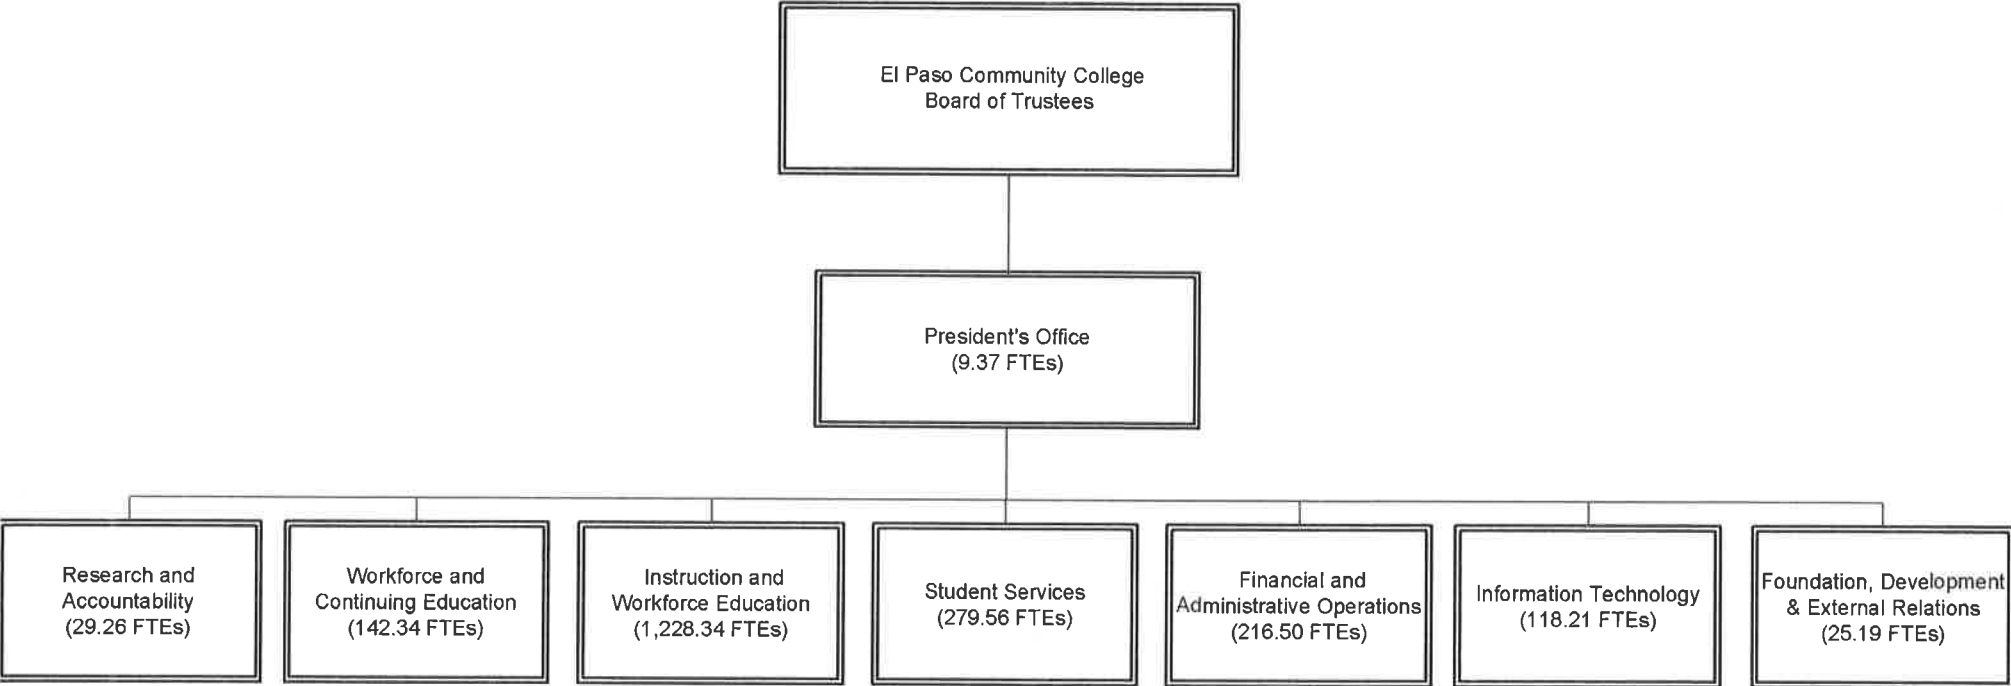 El Paso Community College
Board of Trustees
President's Office
(9.37 FTEs)
Research and
Accountability
(29.26 FTEs)
Workforce and
Continuing Education
(142.34 FTEs)
Instruction and
Workforce Education
(1,228.34 FTEs)
Student Services
(279.56 FTEs)
Financial and
Administrative Operations
(216.50 FTEs)
Information Technology
(118.21 FTEs)
Foundation, Development
& External Relations
(25.19 FTEs)